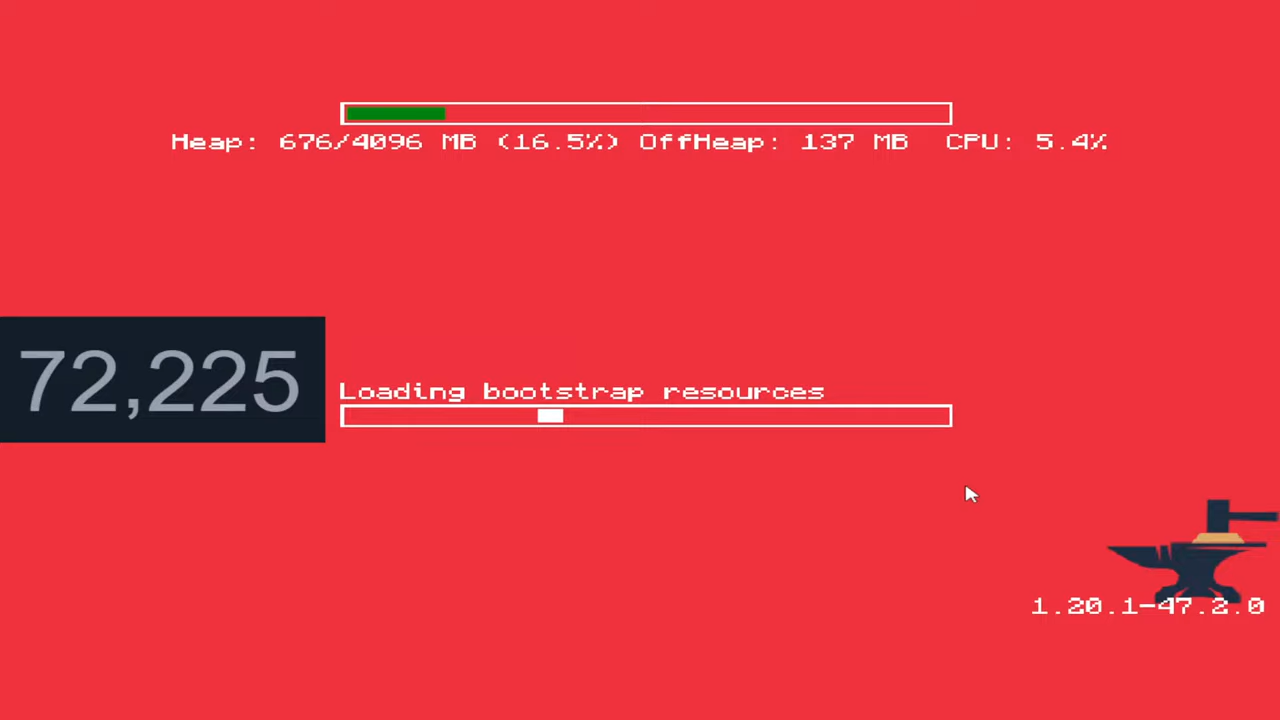 Heap: 676/4096 MB (16.5%) OffHeap: 137 MB CPU: 5.4%
72,225
Loading bootstrap resources
1.20.1-47.2.0